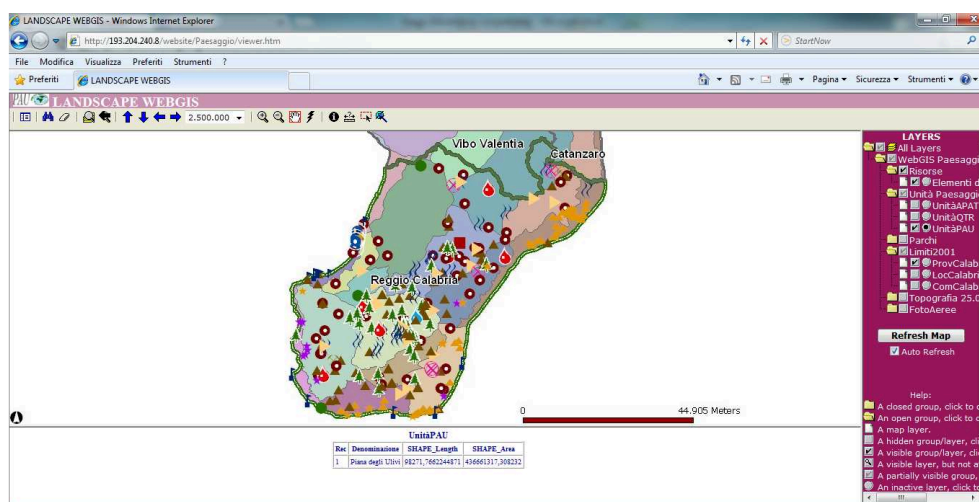 LANDSCAPE WEBGIS - Windows Internet Explorer
http://193.204.240.8/website/Paesaggio/viewer.htm
StartNow
File Modifica Visualizza Preferiti Strumenti ?
Preferiti LANDSCAPE WEBGIS Pagina Sicurezza Strumenti
PAU LANDSCAPE WEBGIS
2.500.000
Vibo Valentia
Catanzaro
Reggio Calabria
0 44.905 Meters
LAYERS
All Layers
WebGIS Paesaggi
Risorse
Elementi d
Unità Paesaggio
UnitàAPAT
UnitàQTR
UnitàPAU
Parchi
Limiti2001
ProvCalab
LocCalabri
ComCalab
Topografia 25.0
FotoAeree
Refresh Map
Auto Refresh
Help:
A closed group, click to o
An open group, click to c
A map layer.
A hidden group/layer, cli
A visible group/layer, clic
A visible layer, but not a
A partially visible group,
An inactive layer, click to
UnitàPAU
Rec Denominazione SHAPE_Length SHAPE_Area
1 Piana degli Ulivi 98271,7662244871 436661317,308232